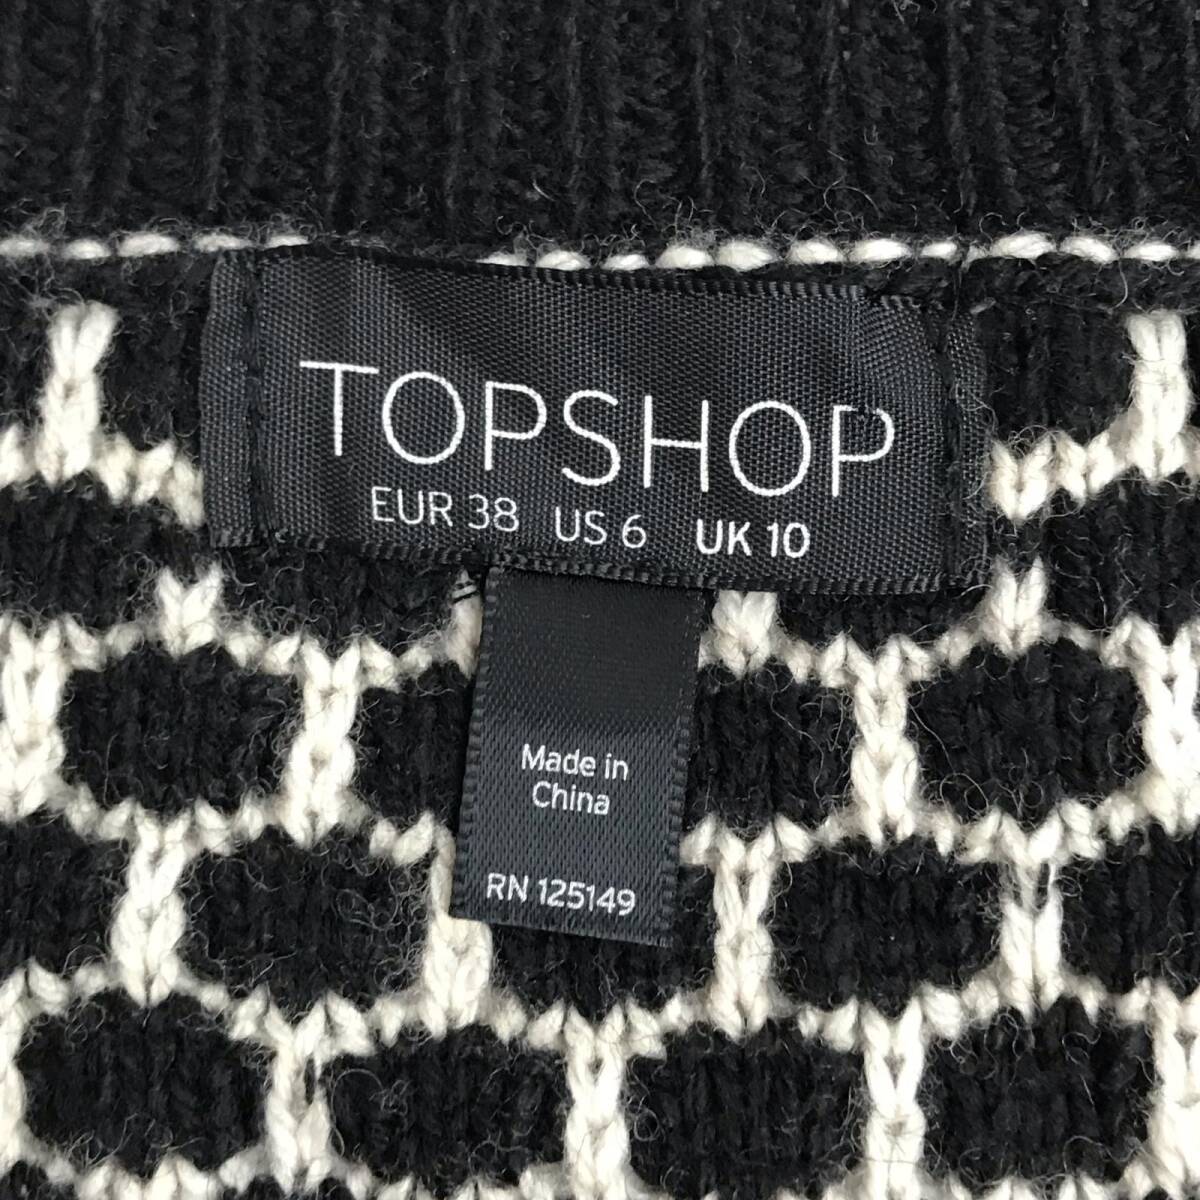 TOPSHOP
EUR 38 US 6 UK 10
Made in
China
RN 125149